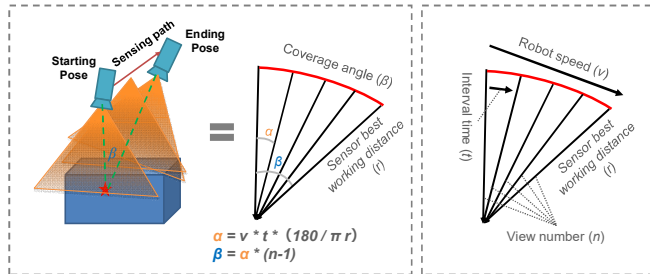 Starting
Pose
Sensing path
Ending
Pose
β
=
Coverage angle (β)
α
β
Sensor best
working distance
(r)
α = v * t * (180 / π r)
β = α * (n-1)
Robot speed (v)
Interval time (t)
Sensor best
working distance
(r)
View number (n)